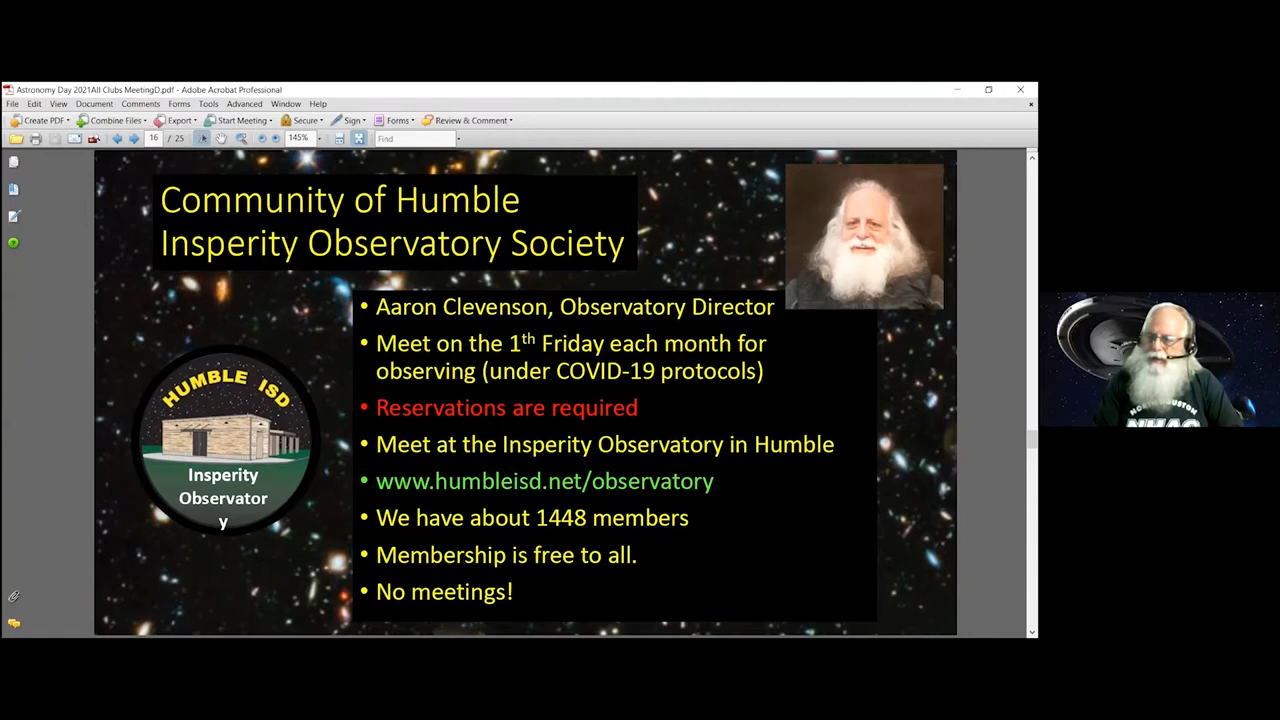 Astronomy Day 2021All Clubs MeetingD.pdf - Adobe Acrobat Professional
File Edit View Document Comments Forms Tools Advanced Window Help
Create PDF Combine Files Export Start Meeting Secure Sign Forms Review & Comment
16 / 25 145% Find
Community of Humble
Insperity Observatory Society
• Aaron Clevenson, Observatory Director
• Meet on the 1th Friday each month for
observing (under COVID-19 protocols)
• Reservations are required
• Meet at the Insperity Observatory in Humble
• www.humbleisd.net/observatory
• We have about 1448 members
• Membership is free to all.
• No meetings!
HUMBLE ISD
Insperity
Observator
y
NORTH HOUSTON
NHAC